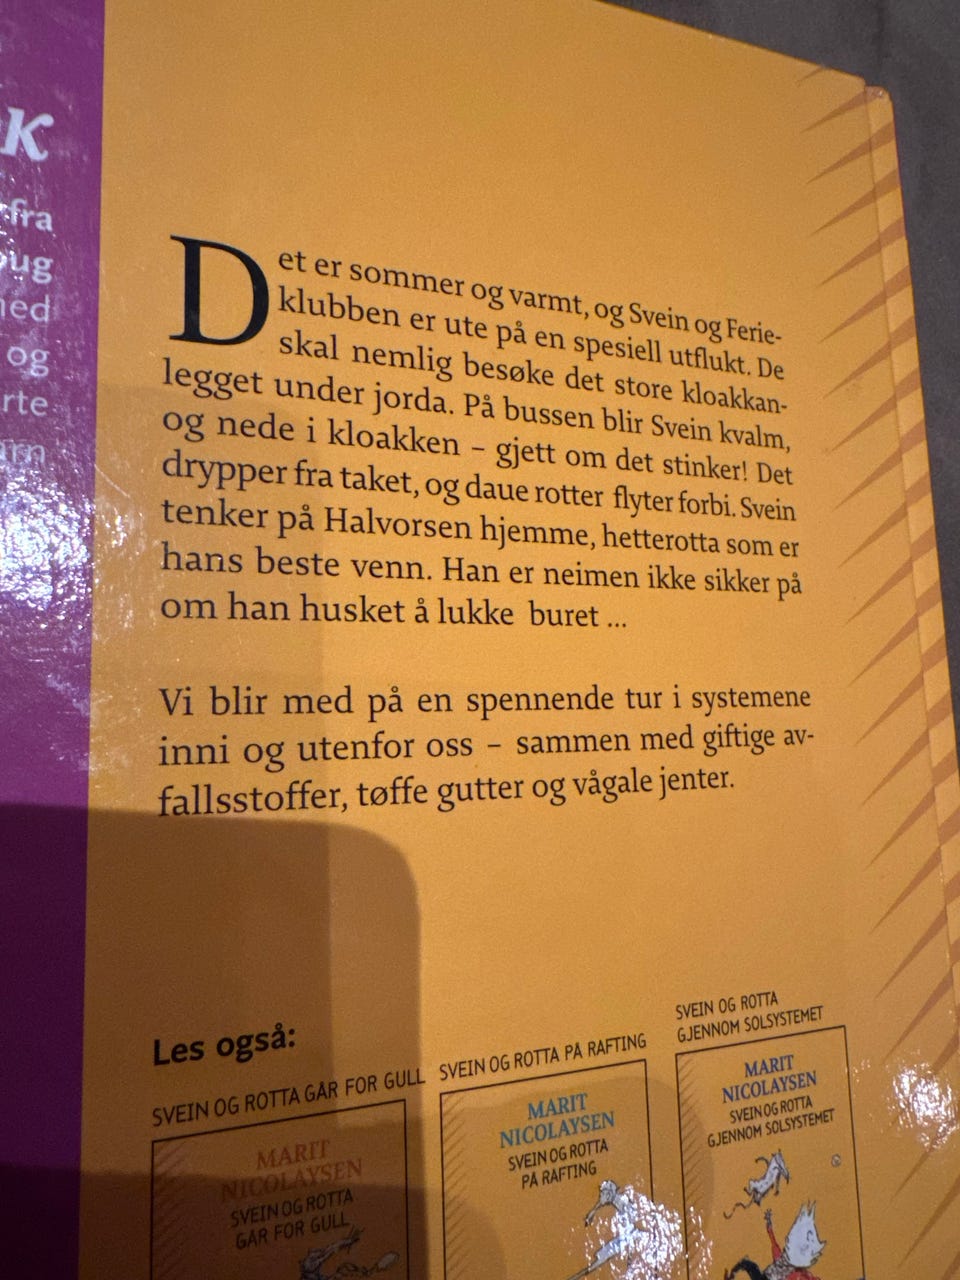 K
fra
og
Det er sommer og varmt, og Svein og Ferie-
klubben er ute på en spesiell utflukt. De
skal nemlig besøke det store kloakkan-
legget under jorda. På bussen blir Svein kvalm,
og nede i kloakken – gjett om det stinker! Det
drypper fra taket, og daue rotter flyter forbi. Svein
tenker på Halvorsen hjemme, hetterotta som er
hans beste venn. Han er neimen ikke sikker på
om han husket å lukke buret ...
Vi blir med på en spennende tur i systemene
inni og utenfor oss – sammen med giftige av-
fallsstoffer, tøffe gutter og vågale jenter.
Les også:
SVEIN OG ROTTA GÅR FOR GULL
MARIT
NICOLAYSEN
SVEIN OG ROTTA
GÅR FOR GULL
SVEIN OG ROTTA PÅ RAFTING
MARIT
NICOLAYSEN
SVEIN OG ROTTA
PÅ RAFTING
SVEIN OG ROTTA
GJENNOM SOLSYSTEMET
MARIT
NICOLAYSEN
SVEIN OG ROTTA
GJENNOM SOLSYSTEMET